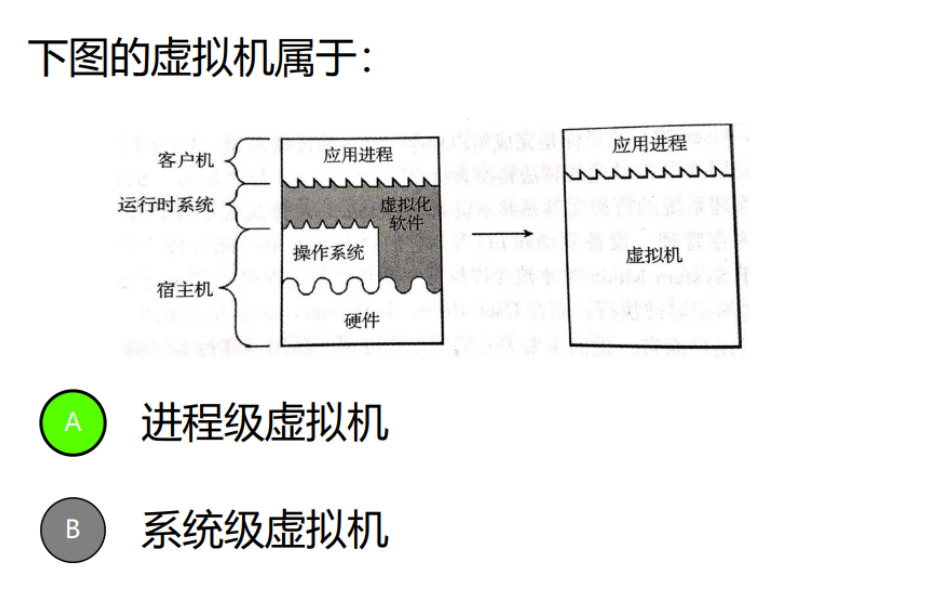 下图的虚拟机属于：
客户机
运行时系统
宿主机
应用进程
虚拟化
软件
操作系统
硬件
应用进程
虚拟机
A 进程级虚拟机
B 系统级虚拟机